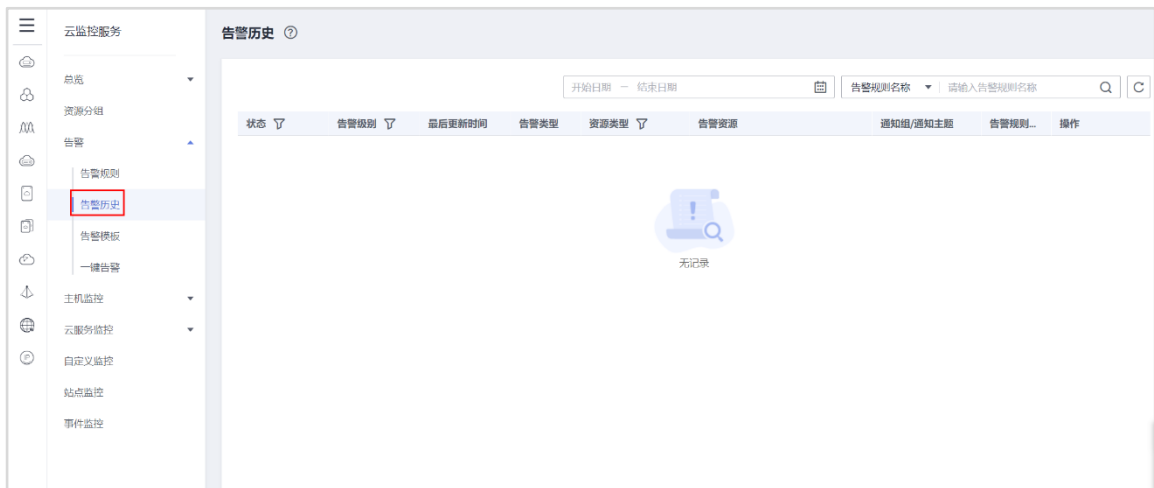 云监控服务
总览
资源分组
告警
告警规则
告警历史
告警模板
一键告警
主机监控
云服务监控
自定义监控
站点监控
事件监控
告警历史
开始日期 — 结束日期
告警规则名称 请输入告警规则名称
状态 告警级别 最后更新时间 告警类型 资源类型 告警资源 通知组/通知主题 告警规则... 操作
无记录